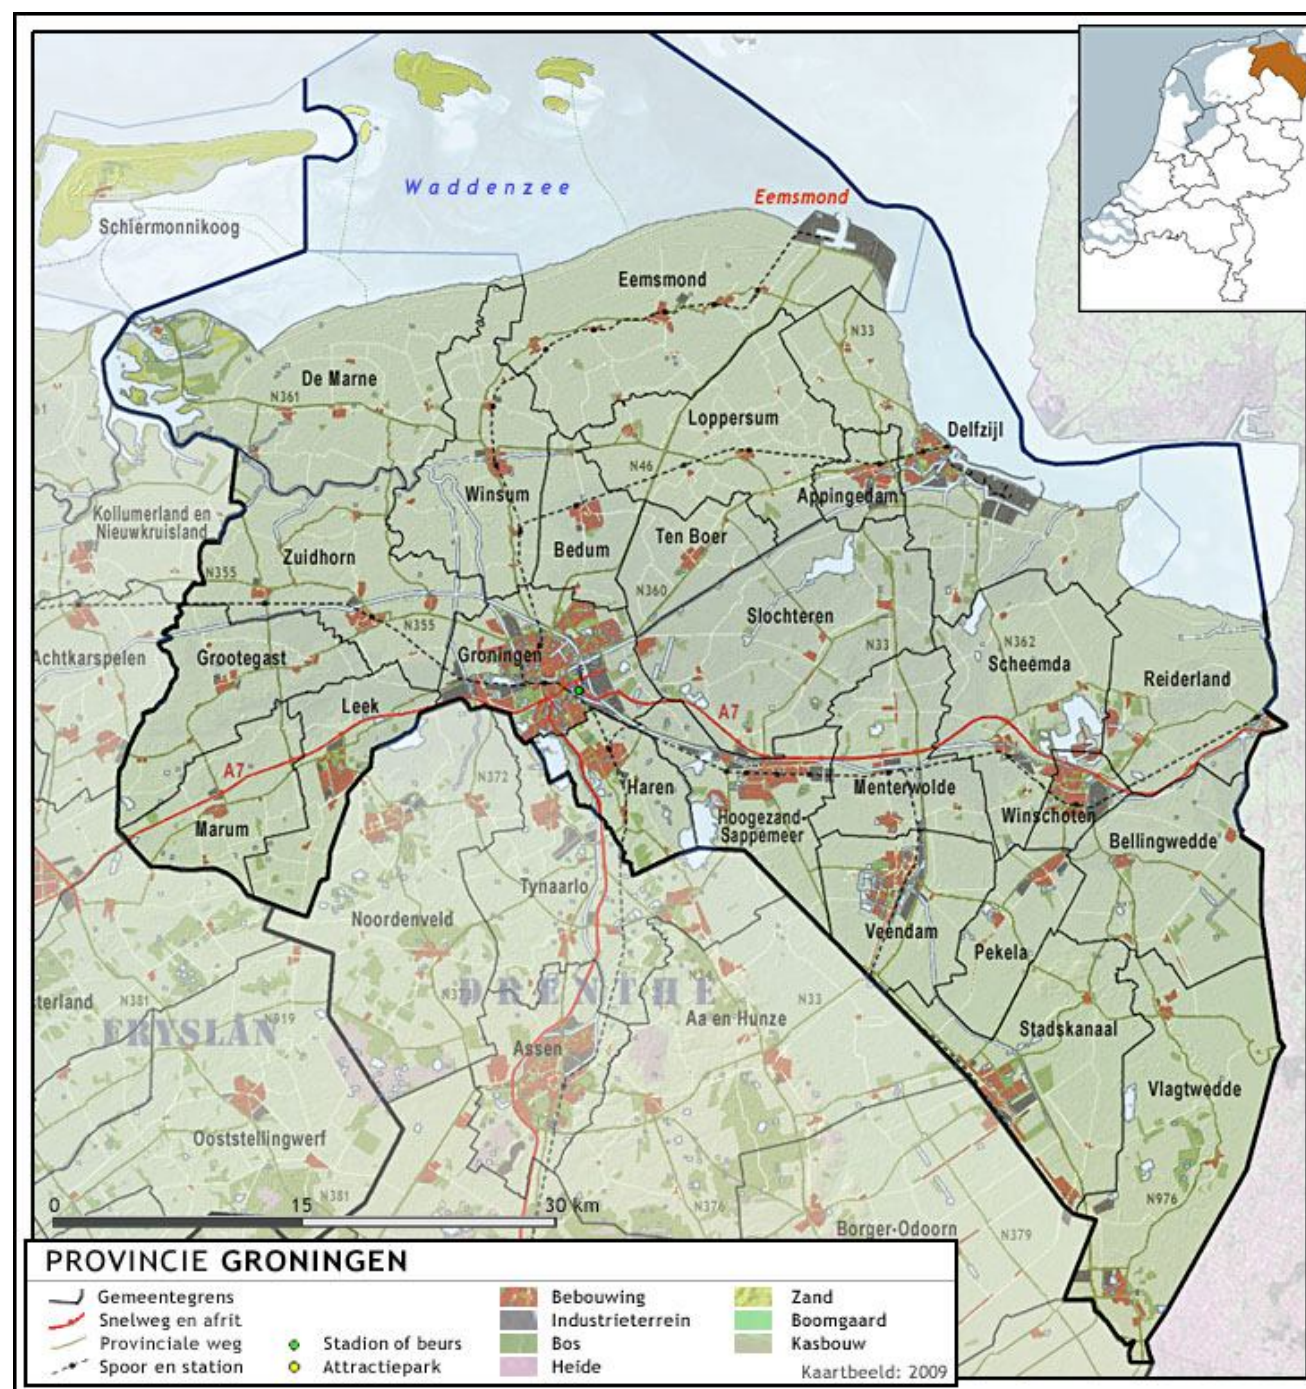 Waddenzee
Eemsmond
Schiermonnikoog
Eemsmond
N33
De Marne
N361
Loppersum
Delfzijl
N46
Winsum
Appingedam
Kollumerland en
Nieuwkruisland
Bedum
Ten Boer
Zuidhorn
N355
N360
Slochteren
N355
N33
N362
Achtkarspelen
Grootegast
Groningen
Scheemda
Reiderland
Leek
A7
A7
N372
Haren
Menterwolde
Hoogezand-
Sappemeer
Winschoten
Marum
Bellingwedde
Tynaarlo
Noordenveld
Veendam
Pekela
DRENTHE
N34
N33
sterland
N381
N919
FRYSLÂN
Aa en Hunze
Stadskanaal
Assen
Vlagtwedde
Ooststellingwerf
N381
N376
N976
0 15 30 km
Borger-Odoorn
N379
PROVINCIE GRONINGEN
Gemeentegrens
Snelweg en afrit
Provinciale weg
Spoor en station
Stadion of beurs
Attractiepark
Bebouwing
Industrieterrein
Bos
Heide
Zand
Boomgaard
Kasbouw
Kaartbeeld: 2009